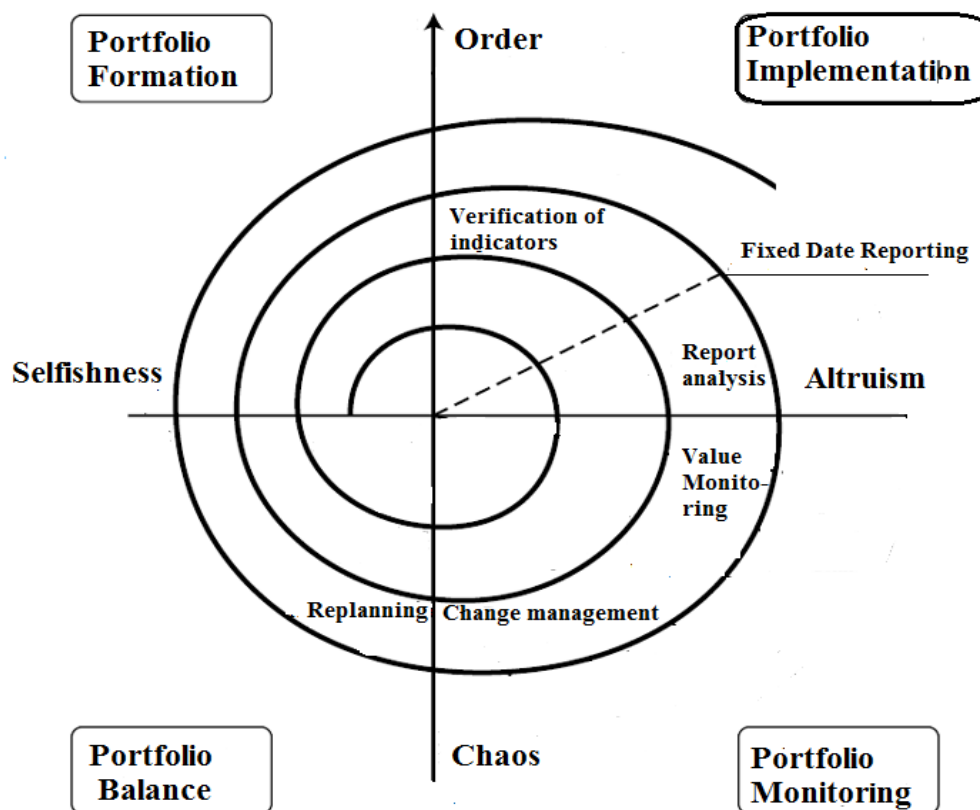 Portfolio
Formation
Order
Portfolio
Implementation
Verification of
indicators
Fixed Date Reporting
Selfishness
Report
analysis
Altruism
Value
Monito-
ring
Replanning
Change management
Portfolio
Balance
Chaos
Portfolio
Monitoring